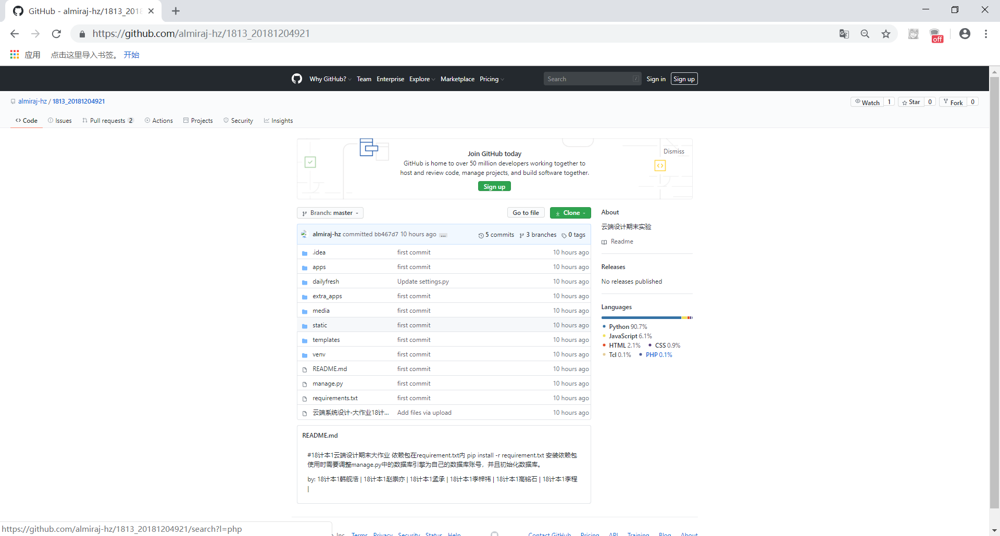 GitHub - almiraj-hz/1813_2018
https://github.com/almiraj-hz/1813_20181204921
off
应用 点击这里导入书签。 开始
Why GitHub? Team Enterprise Explore Marketplace Pricing Search / Sign in Sign up
almiraj-hz / 1813_20181204921
Watch 1 Star 0 Fork 0
Code Issues Pull requests 2 Actions Projects Security Insights
Join GitHub today
Dismiss
GitHub is home to over 50 million developers working together to
host and review code, manage projects, and build software together.
Sign up
Branch: master Go to file Clone
almiraj-hz committed bb467d7 10 hours ago ... 5 commits 3 branches 0 tags
.idea first commit 10 hours ago
apps first commit 10 hours ago
dailyfresh Update settings.py 10 hours ago
extra_apps first commit 10 hours ago
media first commit 10 hours ago
static first commit 10 hours ago
templates first commit 10 hours ago
venv first commit 10 hours ago
README.md first commit 10 hours ago
manage.py first commit 10 hours ago
requirements.txt first commit 10 hours ago
云端系统设计-大作业18计... Add files via upload 10 hours ago
About
云端设计期末实验
Readme
Releases
No releases published
Languages
Python 90.7%
JavaScript 6.1%
HTML 2.1% CSS 0.9%
Tcl 0.1% PHP 0.1%
README.md
#18计本1云端设计期末大作业 依赖包在requirement.txt内 pip install -r requirement.txt 安装依赖包
使用时需要调整manage.py中的数据库引擎为自己的数据库账号，并且初始化数据库。
by: 18计本1韩舰浩 | 18计本1赵崇亦 | 18计本1孟承 | 18计本1李梓祎 | 18计本1高铭石 | 18计本1李程
|
https://github.com/almiraj-hz/1813_20181204921/search?l=php
Inc. Terms Privacy Security Status Help Contact GitHub Pricing API Training Blog About